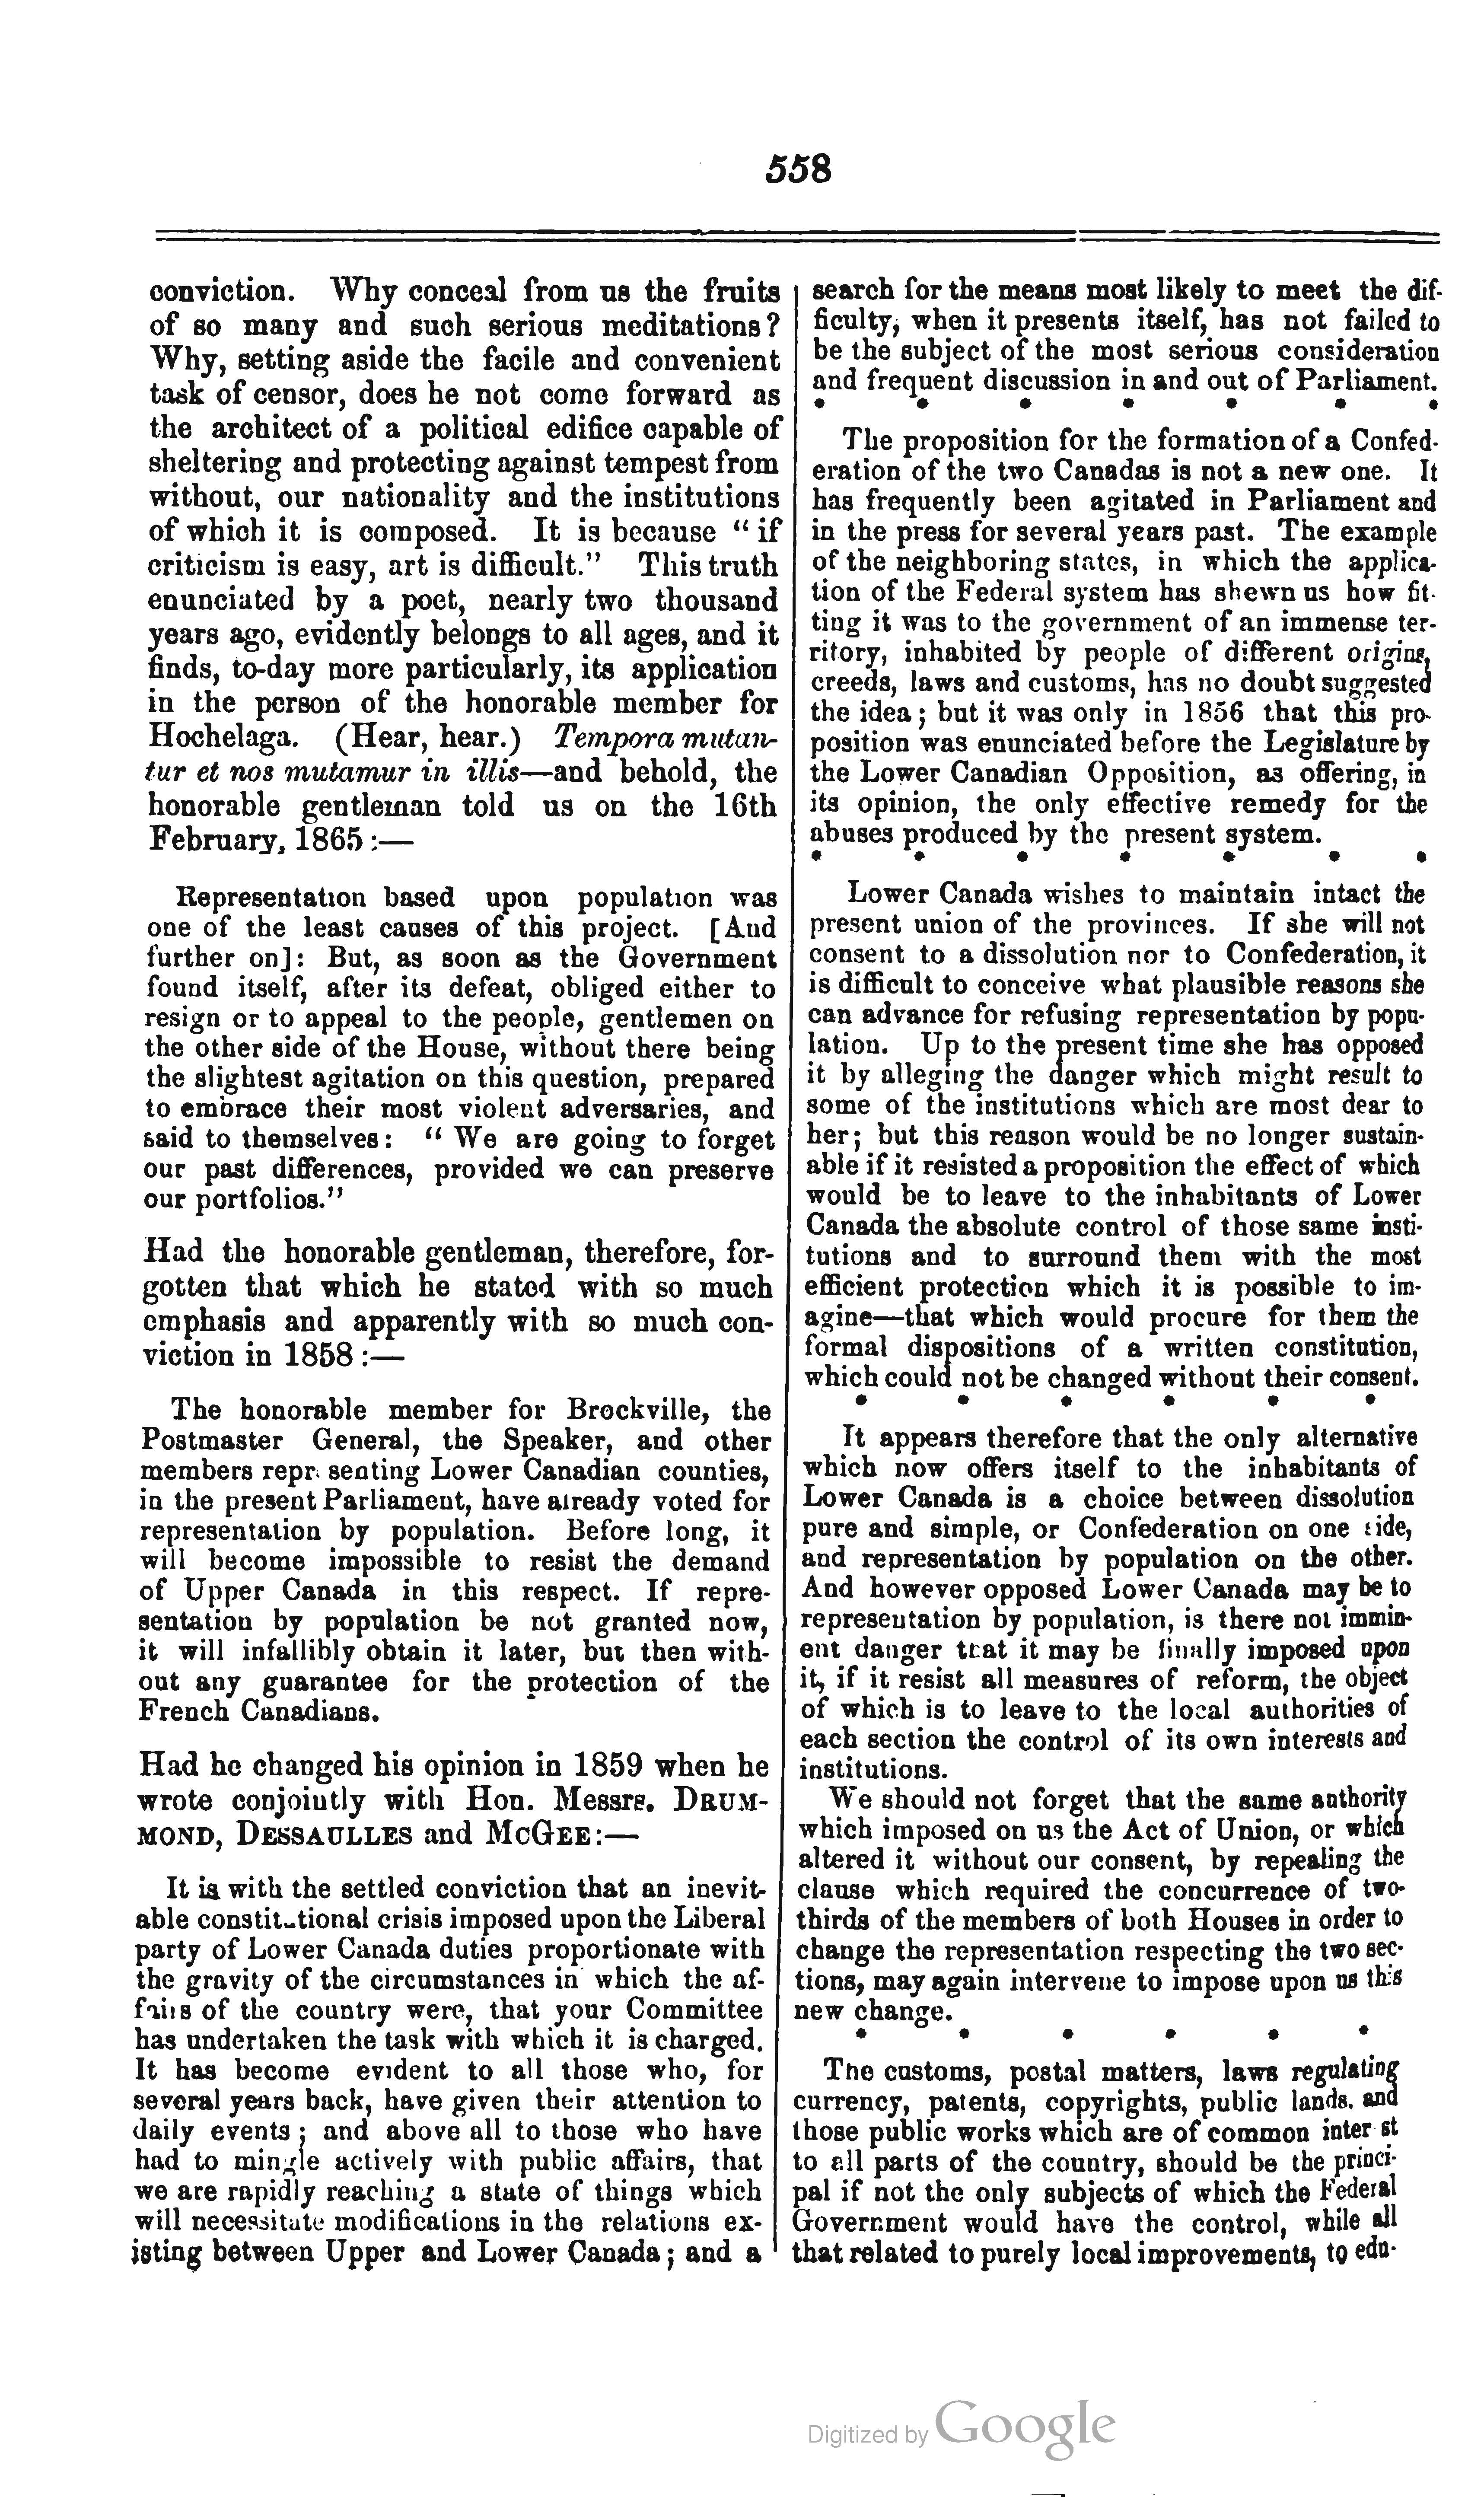 558
conviction. Why conceal from us the fruits
of so many and such serious meditations?
Why, setting aside the facile and convenient
task of censor, does he not come forward as
the architect of a political edifice capable of
sheltering and protecting against tempest from
without, our nationality and the institutions
of which it is composed. It is because "if
criticism is easy, art is difficult." This truth
enunciated by a poet, nearly two thousand
years ago, evidently belongs to all ages, and it
finds, to-day more particularly, its application
in the person of the honorable member for
Hochelaga. (Hear, hear.) Tempora mutan-
tur et nos mutamur in illis—and behold, the
honorable gentleman told us on the 16th
February, 1865:—
Representation based upon population was
one of the least causes of this project. [And
further on]: But, as soon as the Government
found itself, after its defeat, obliged either to
resign or to appeal to the people, gentlemen on
the other side of the House, without there being
the slightest agitation on this question, prepared
to embrace their most violent adversaries, and
said to themselves: "We are going to forget
our past differences, provided we can preserve
our portfolios."
Had the honorable gentleman, therefore, for-
gotten that which he stated with so much
emphasis and apparently with so much con-
viction in 1858:—
The honorable member for Brockville, the
Postmaster General, the Speaker, and other
members representing Lower Canadian counties,
in the present Parliament, have already voted for
representation by population. Before long, it
will become impossible to resist the demand
of Upper Canada in this respect. If repre-
sentation by population be not granted now,
it will infallibly obtain it later, but then with-
out any guarantee for the protection of the
French Canadians.
Had he changed his opinion in 1859 when he
wrote conjointly with Hon. Messrs. DRUM-
MOND, DESSAULLES and MCGEE:—
It is with the settled conviction that an inevit-
able constitutional crisis imposed upon the Liberal
party of Lower Canada duties proportionate with
the gravity of the circumstances in which the af-
fairs of the country were, that your Committee
has undertaken the task with which it is charged.
It has become evident to all those who, for
several years back, have given their attention to
daily events; and above all to those who have
had to mingle actively with public affairs, that
we are rapidly reaching a state of things which
will necessitate modifications in the relations ex-
isting between Upper and Lower Canada; and a
search for the means most likely to meet the dif-
ficulty, when it presents itself, has not failed to
be the subject of the most serious consideration
and frequent discussion in and out of Parliament.
• • • • • • •
The proposition for the formation of a Confed-
eration of the two Canadas is not a new one. It
has frequently been agitated in Parliament and
in the press for several years past. The example
of the neighboring states, in which the applica-
tion of the Federal system has shewn us how fit-
ting it was to the government of an immense ter-
ritory, inhabited by people of different origins,
creeds, laws and customs, has no doubt suggested
the idea; but it was only in 1856 that this pro-
position was enunciated before the Legislature by
the Lower Canadian Opposition, as offering, in
its opinion, the only effective remedy for the
abuses produced by the present system.
• • • • • • •
Lower Canada wishes to maintain intact the
present union of the provinces. If she will not
consent to a dissolution nor to Confederation, it
is difficult to conceive what plausible reasons she
can advance for refusing representation by popu-
lation. Up to the present time she has opposed
it by alleging the danger which might result to
some of the institutions which are most dear to
her; but this reason would be no longer sustain-
able if it resisted a proposition the effect of which
would be to leave to the inhabitants of Lower
Canada the absolute control of those same insti-
tutions and to surround them with the most
efficient protection which it is possible to im-
agine—that which would procure for them the
formal dispositions of a written constitution,
which could not be changed without their consent.
• • • • • •
It appears therefore that the only alternative
which now offers itself to the inhabitants of
Lower Canada is a choice between dissolution
pure and simple, or Confederation on one side,
and representation by population on the other.
And however opposed Lower Canada may be to
representation by population, is there not immin-
ent danger that it may be finally imposed upon
it, if it resist all measures of reform, the object
of which is to leave to the local authorities of
each section the control of its own interests and
institutions.
We should not forget that the same authority
which imposed on us the Act of Union, or which
altered it without our consent, by repealing the
clause which required the concurrence of two-
thirds of the members of both Houses in order to
change the representation respecting the two sec-
tions, may again intervene to impose upon us this
new change.
• • • • • •
The customs, postal matters, laws regulating
currency, patents, copyrights, public lands, and
those public works which are of common interest
to all parts of the country, should be the princi-
pal if not the only subjects of which the Federal
Government would have the control, while all
that related to purely local improvements, to edu-
Digitized by Google